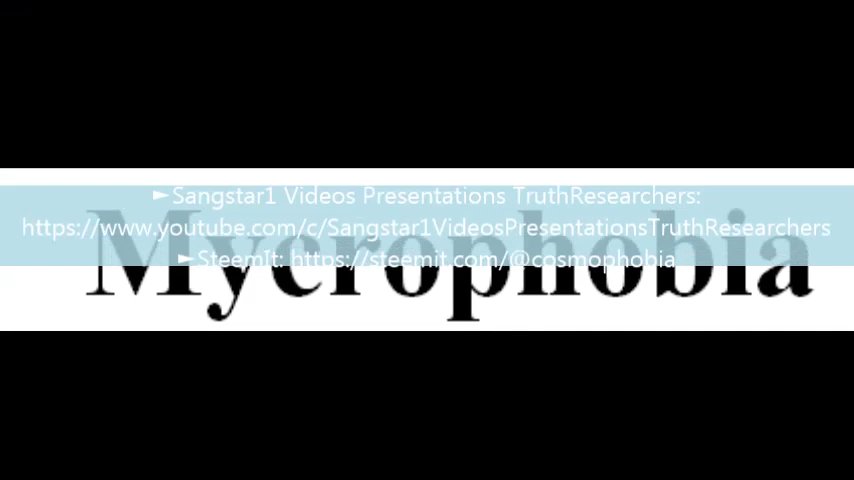 ►Sangstar1 Videos Presentations TruthResearchers:
https://www.youtube.com/c/Sangstar1VideosPresentationsTruthResearchers
►SteemIt: https://steemit.com/@cosmophobia
Mycrophobia